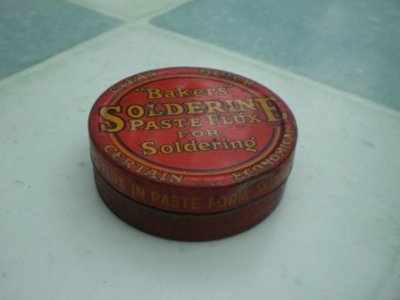 CLEAN QUICK
"Baker's"
SOLDERINE
PASTE FLUX
FOR
Soldering
CERTAIN ECONOMICAL
FLUX IN PASTE FORM